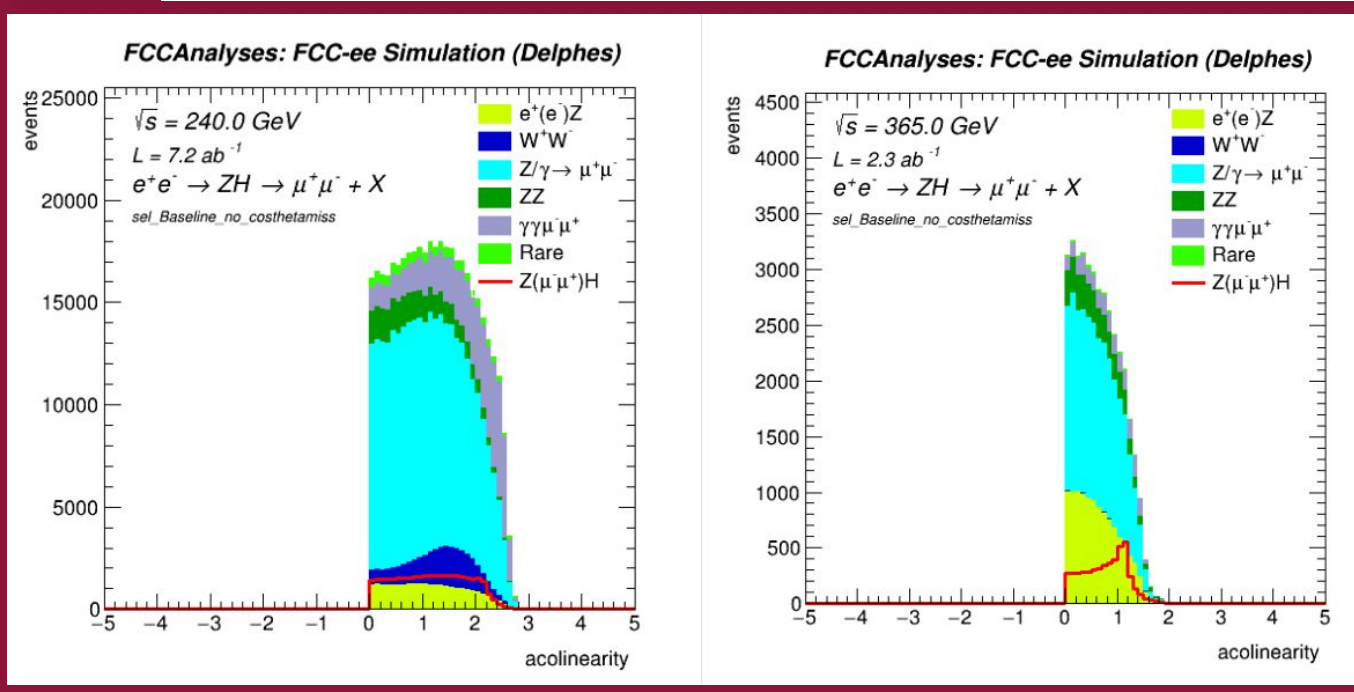 FCCAnalyses: FCC-ee Simulation (Delphes)
events
25000
20000
15000
10000
5000
0
√s = 240.0 GeV
L = 7.2 ab⁻¹
e⁺e⁻ → ZH → μ⁺μ⁻ + X
sel_Baseline_no_costhetamiss
e⁺(e⁻)Z
W⁺W⁻
Z/γ→ μ⁺μ⁻
ZZ
γγμ⁻μ⁺
Rare
Z(μ⁻μ⁺)H
−5 −4 −3 −2 −1 0 1 2 3 4 5
acolinearity
FCCAnalyses: FCC-ee Simulation (Delphes)
events
4500
4000
3500
3000
2500
2000
1500
1000
500
0
√s = 365.0 GeV
L = 2.3 ab⁻¹
e⁺e⁻ → ZH → μ⁺μ⁻ + X
sel_Baseline_no_costhetamiss
e⁺(e⁻)Z
W⁺W⁻
Z/γ→ μ⁺μ⁻
ZZ
γγμ⁻μ⁺
Rare
Z(μ⁻μ⁺)H
−5 −4 −3 −2 −1 0 1 2 3 4 5
acolinearity